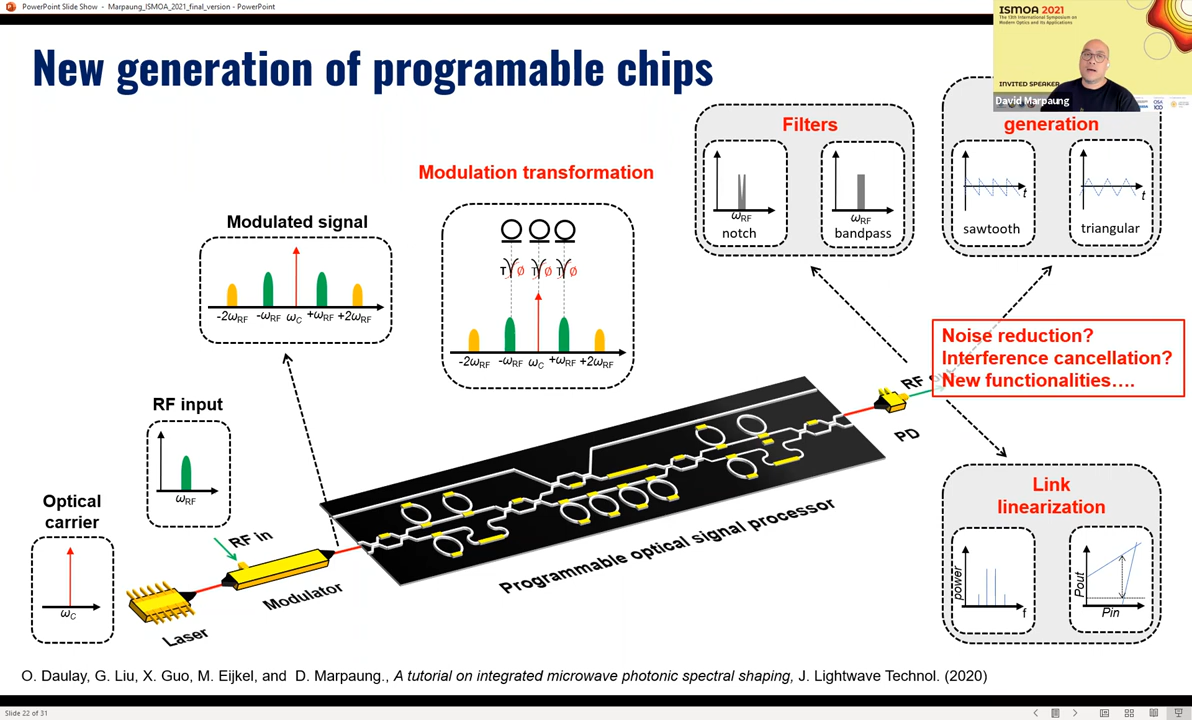 PowerPoint Slide Show - Marpaung_ISMOA_2021_final_version - PowerPoint
ISMOA 2021
The 13th International Symposium on
Modern Optics and Its Applications
INVITED SPEAKER
David Marpaung
New generation of programable chips
Filters
generation
ωRF
notch
ωRF
bandpass
t
sawtooth
t
triangular
Modulation transformation
T Ø T Ø T Ø
-2ωRF -ωRF ωC +ωRF +2ωRF
Modulated signal
-2ωRF -ωRF ωC +ωRF +2ωRF
Noise reduction?
Interference cancellation?
New functionalities….
RF
PD
RF input
ωRF
Optical
carrier
ωC
RF in
Modulator
Laser
Programmable optical signal processor
Link
linearization
power
f
Pout
Pin
O. Daulay, G. Liu, X. Guo, M. Eijkel, and D. Marpaung., A tutorial on integrated microwave photonic spectral shaping, J. Lightwave Technol. (2020)
Slide 22 of 31